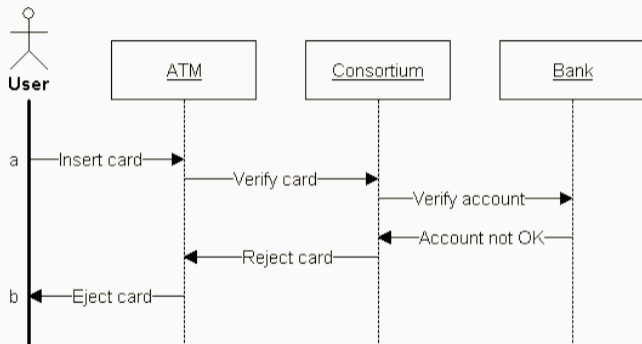 ATM
Consortium
Bank
User
a
Insert card
Verify card
Verify account
Account not OK
Reject card
b
Eject card